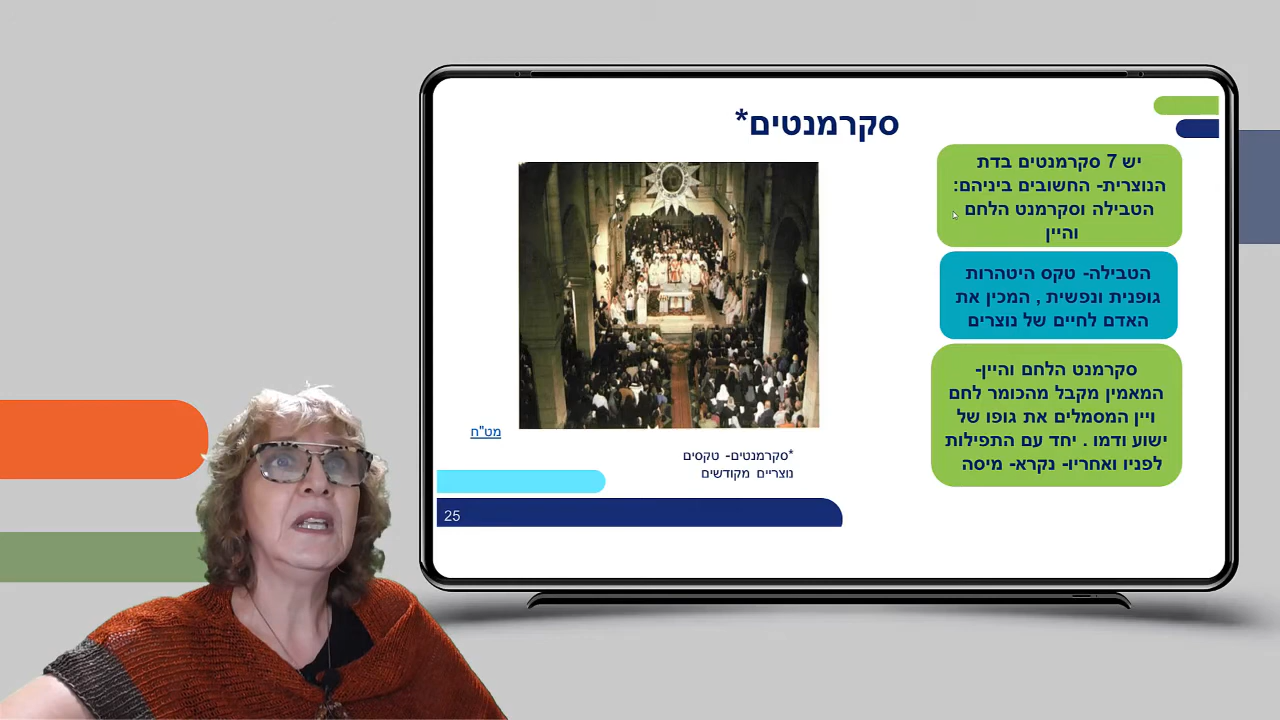 סקרמנטים*
יש 7 סקרמנטים בדת
הנוצרית- החשובים ביניהם:
הטבילה וסקרמנט הלחם
והיין
הטבילה- טקס היטהרות
גופנית ונפשית , המכין את
האדם לחיים של נוצרים
סקרמנט הלחם והיין-
המאמין מקבל מהכומר לחם
ויין המסמלים את גופו של
ישוע ודמו . יחד עם התפילות
לפניו ואחריו- נקרא- מיסה
מט"ח
*סקרמנטים- טקסים
נוצריים מקודשים
25